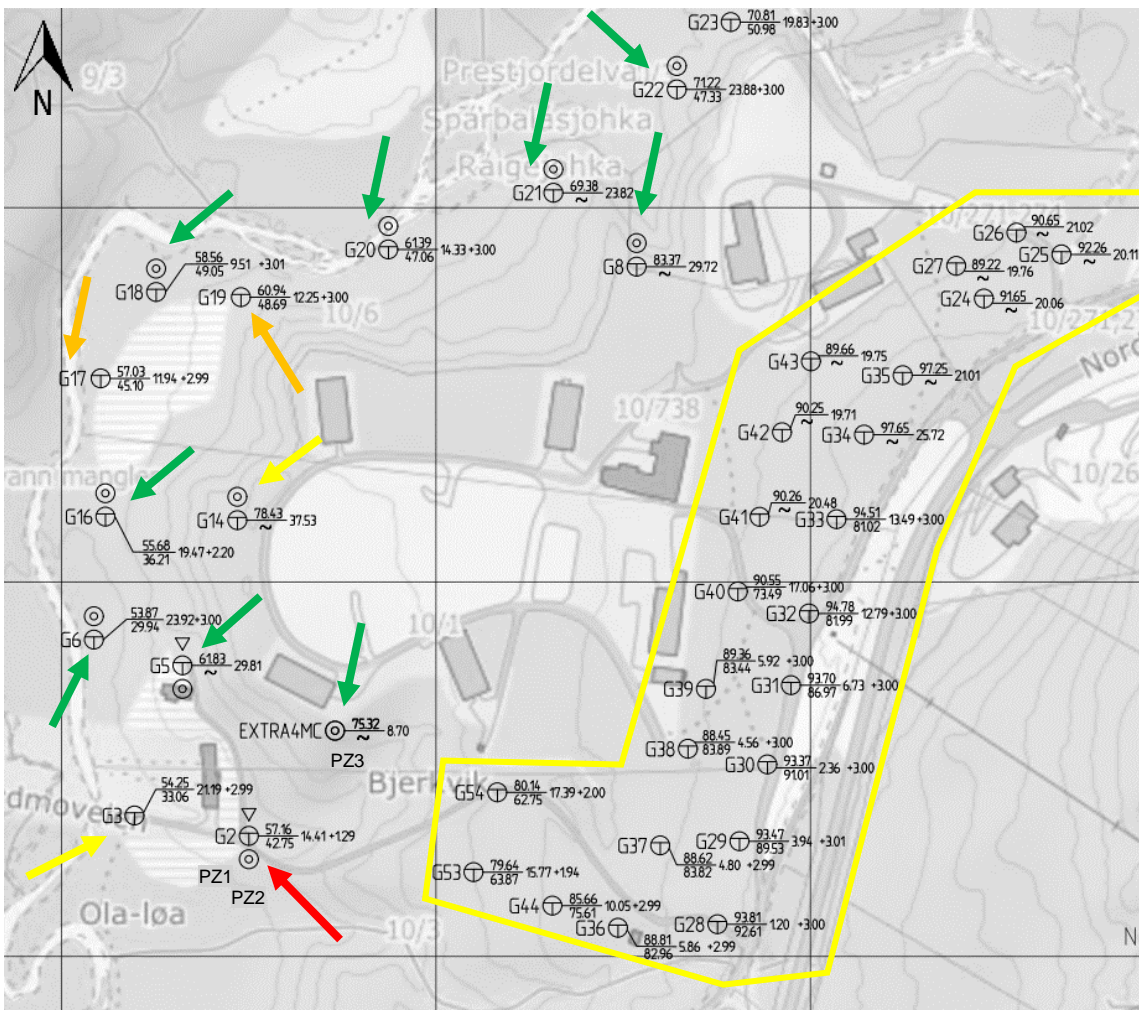 G23 70.81 19.83+3.00
50.98
9/3
N
Prestjordelva
G22 71.22 23.88+3.00
47.33
Sparbalasjohka
Raigejohka
G21 69.38 23.82
~
G20 61.39 14.33+3.00
47.06
G8 83.37 29.72
~
10/271,271
G26 90.65 21.02
~
G25 92.26 20.11
~
G27 89.22 19.76
~
G24 91.65 20.06
~
G18 58.56 9.51 +3.01
49.05
G19 60.94 12.25+3.00
48.69
10/6
10/271,27
Nord
G17 57.03 11.94+2.99
45.10
G43 89.66 19.75
~
G35 97.25 21.01
~
10/738
G42 90.25 19.71
~
G34 97.65 25.72
~
vann mangler
10/26
G16
55.68 19.47+2.20
36.21
G14 78.43 37.53
~
G41 90.26 20.48
~
G33 94.51 13.49+3.00
81.02
G40 90.55 17.06+3.00
73.49
G32 94.78 12.79+3.00
81.99
G6 53.87 23.92+3.00
29.94
10/1
G5 61.83 29.81
~
G39 89.36 5.92 +3.00
83.44
G31 93.70 6.73 +3.00
86.97
EXTRA4MC 75.32 8.70
~
PZ3
G38 88.45 4.56 +3.00
83.89
G30 93.37 2.36 +3.00
91.01
Bjerkvik
G54 80.14 17.39+2.00
62.75
G3 54.25 21.19+2.99
33.06
dmoveien
G2 57.16 14.41+1.29
42.75
PZ1
PZ2
G37
88.62 4.80 +2.99
83.82
G29 93.47 3.94 +3.01
89.53
G53 79.64 15.77+1.94
63.87
Ola-løa
10/3
G44 85.66 10.05+2.99
75.61
G36
88.81 5.86 +2.99
82.96
G28 93.81 1.20 +3.00
92.61
N